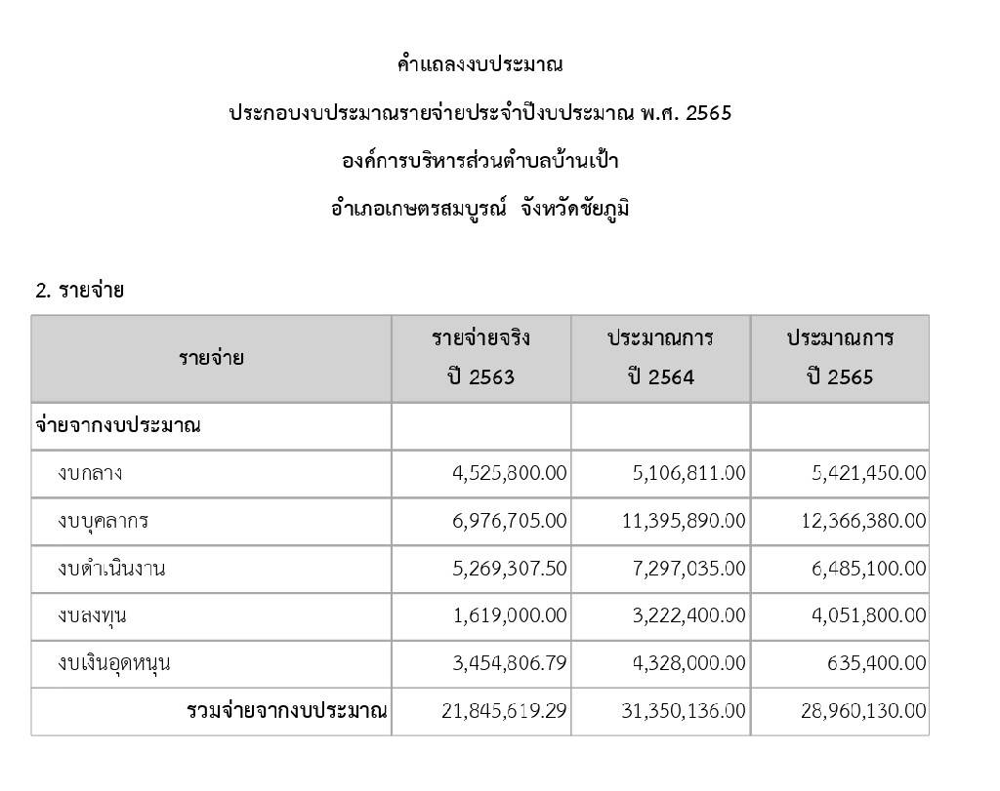 คำแถลงงบประมาณ
ประกอบงบประมาณรายจ่ายประจำปีงบประมาณ พ.ศ. 2565
องค์การบริหารส่วนตำบลบ้านเป้า
อำเภอเกษตรสมบูรณ์ จังหวัดชัยภูมิ
2. รายจ่าย
รายจ่าย รายจ่ายจริง ปี 2563 ประมาณการ ปี 2564 ประมาณการ ปี 2565
จ่ายจากงบประมาณ
งบกลาง 4,525,800.00 5,106,811.00 5,421,450.00
งบบุคลากร 6,976,705.00 11,395,890.00 12,366,380.00
งบดำเนินงาน 5,269,307.50 7,297,035.00 6,485,100.00
งบลงทุน 1,619,000.00 3,222,400.00 4,051,800.00
งบเงินอุดหนุน 3,454,806.79 4,328,000.00 635,400.00
รวมจ่ายจากงบประมาณ 21,845,619.29 31,350,136.00 28,960,130.00